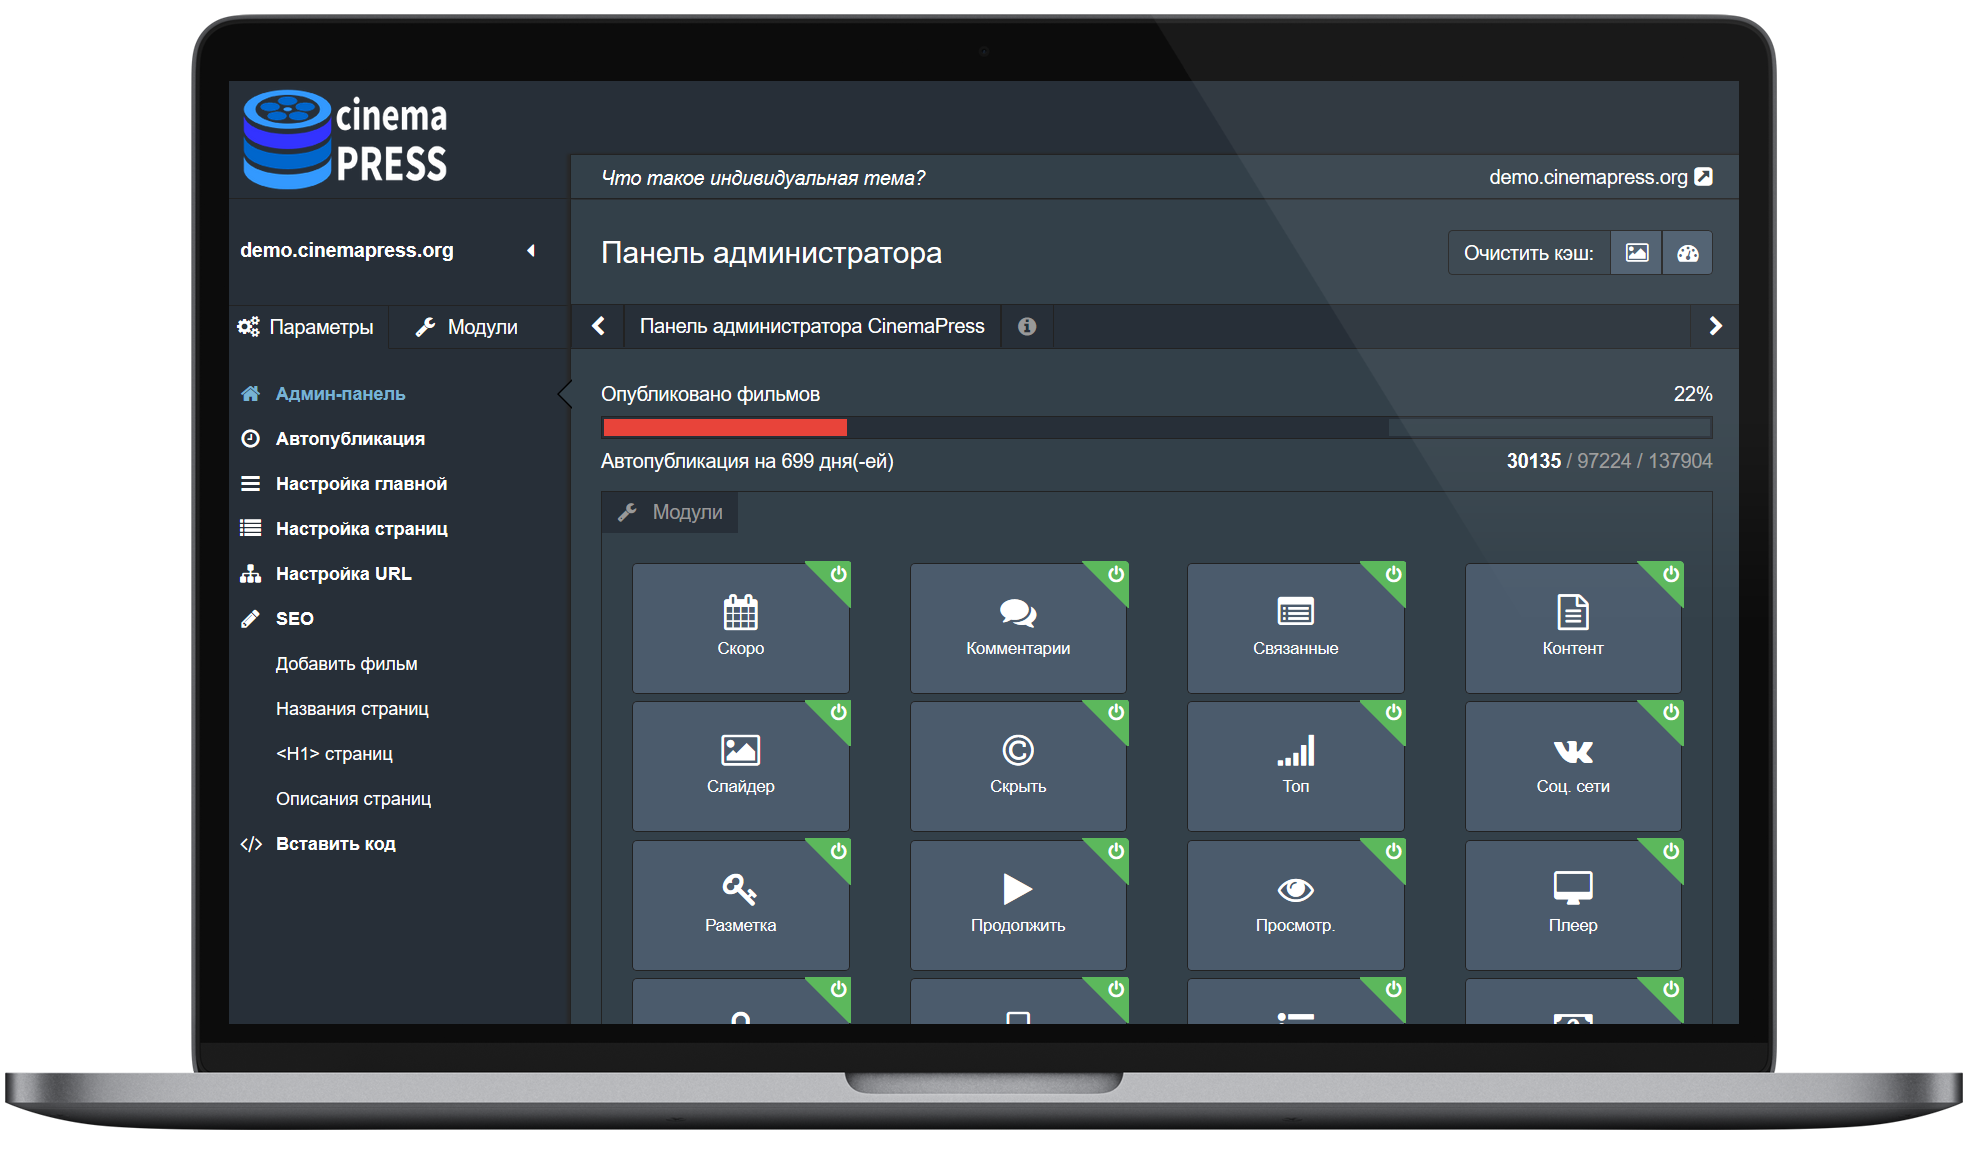 cinema
PRESS
Что такое индивидуальная тема?
demo.cinemapress.org
demo.cinemapress.org
Панель администратора
Очистить кэш:
Параметры
Модули
Панель администратора CinemaPress
Админ-панель
Автопубликация
Настройка главной
Настройка страниц
Настройка URL
SEO
Добавить фильм
Названия страниц
<H1> страниц
Описания страниц
Вставить код
Опубликовано фильмов
22%
Автопубликация на 699 дня(-ей)
30135 / 97224 / 137904
Модули
Скоро
Комментарии
Связанные
Контент
Слайдер
Скрыть
Топ
Соц. сети
Разметка
Продолжить
Просмотр.
Плеер